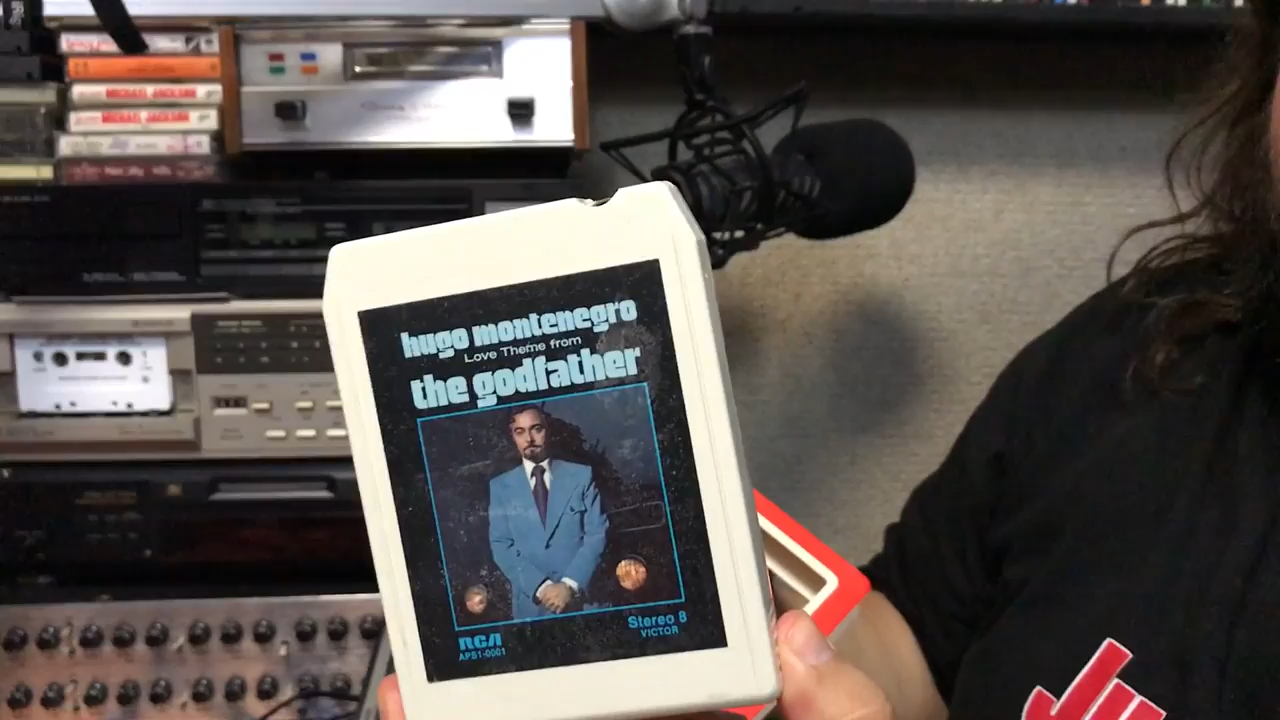 MICHAEL JACKSON
MICHAEL JACKSON
hugo montenegro
Love Theme from
the godfather
Stereo 8
VICTOR
RCA
APS1-0001